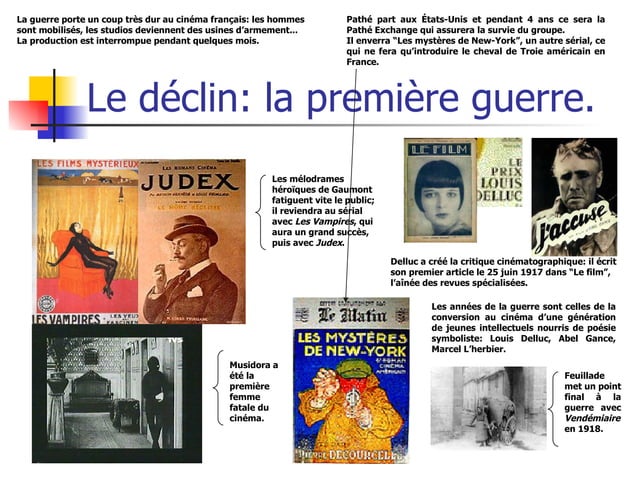 La guerre porte un coup très dur au cinéma français: les hommes
sont mobilisés, les studios deviennent des usines d'armement...
La production est interrompue pendant quelques mois.
Pathé part aux États-Unis et pendant 4 ans ce sera la
Pathé Exchange qui assurera la survie du groupe.
Il enverra "Les mystères de New-York", un autre sérial, ce
qui ne fera qu'introduire le cheval de Troie américain en
France.
Le déclin: la première guerre.
LES FILMS MYSTÉRIEUX
LES VAMPIRES
LES ROMANS CINÉMA
JUDEX
Les mélodrames
héroïques de Gaumont
fatiguent vite le public;
il reviendra au sérial
avec Les Vampires, qui
aura un grand succès,
puis avec Judex.
LE FILM
LE
PRIX
LOUIS
DELLUC
j'accuse
Delluc a créé la critique cinématographique: il écrit
son premier article le 25 juin 1917 dans "Le film",
l'aînée des revues spécialisées.
Les années de la guerre sont celles de la
conversion au cinéma d'une génération
de jeunes intellectuels nourris de poésie
symboliste: Louis Delluc, Abel Gance,
Marcel L'herbier.
TV5
Musidora a
été la
première
femme
fatale du
cinéma.
Le Matin
LES MYSTÈRES
DE NEW-YORK
ROMAN
CINÉMA
AMÉRICAIN
PIERRE DECOURCELLE
Feuillade
met un point
final à la
guerre avec
Vendémiaire
en 1918.